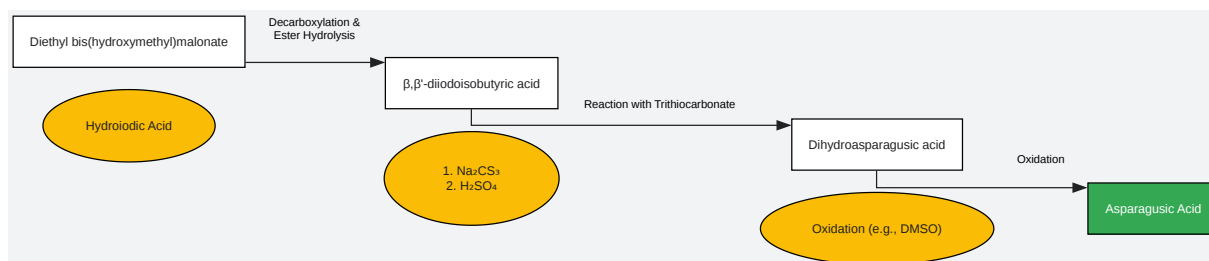 Decarboxylation &
Ester Hydrolysis
Diethyl bis(hydroxymethyl)malonate
β,β'-diiodoisobutyric acid
Hydroiodic Acid
Reaction with Trithiocarbonate
1. Na₂CS₃
2. H₂SO₄
Dihydroasparagusic acid
Oxidation
Oxidation (e.g., DMSO)
Asparagusic Acid